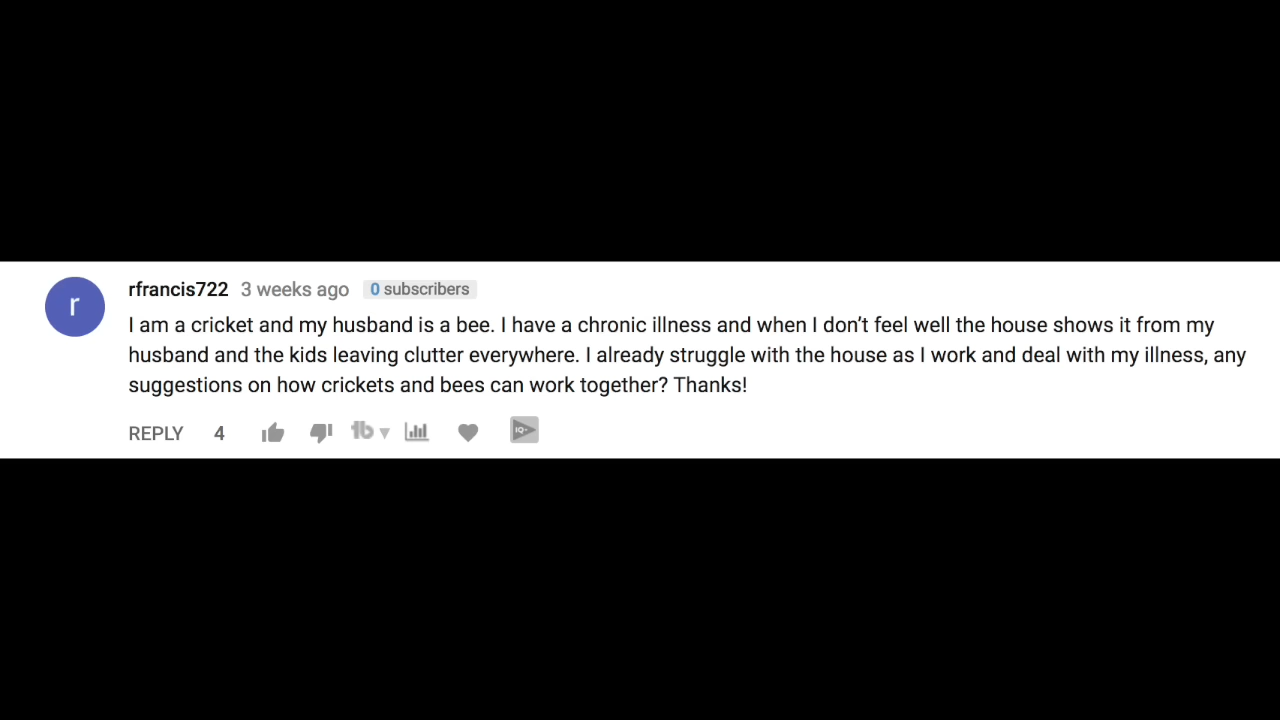 r
rfrancis722 3 weeks ago 0 subscribers
I am a cricket and my husband is a bee. I have a chronic illness and when I don’t feel well the house shows it from my
husband and the kids leaving clutter everywhere. I already struggle with the house as I work and deal with my illness, any
suggestions on how crickets and bees can work together? Thanks!
REPLY 4 tb IQ